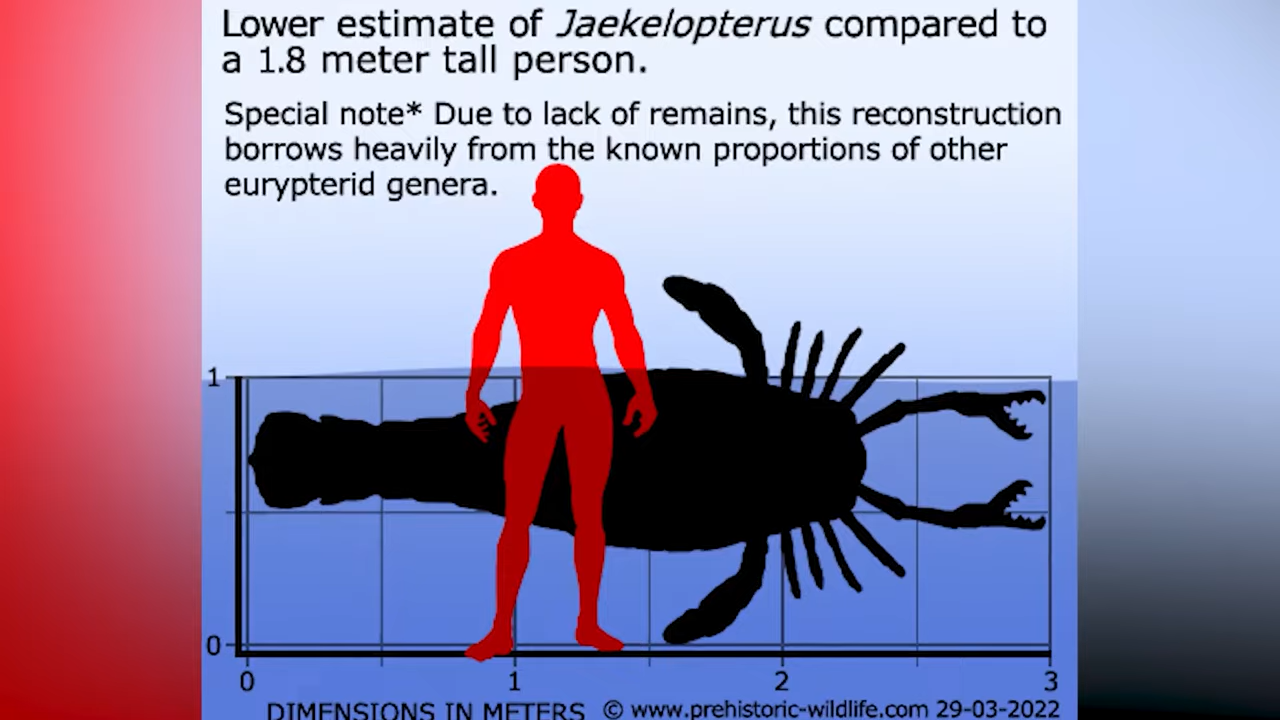 Lower estimate of Jaekelopterus compared to
a 1.8 meter tall person.
Special note* Due to lack of remains, this reconstruction
borrows heavily from the known proportions of other
eurypterid genera.
1
0
0 1 2 3
DIMENSIONS IN METERS © www.prehistoric-wildlife.com 29-03-2022